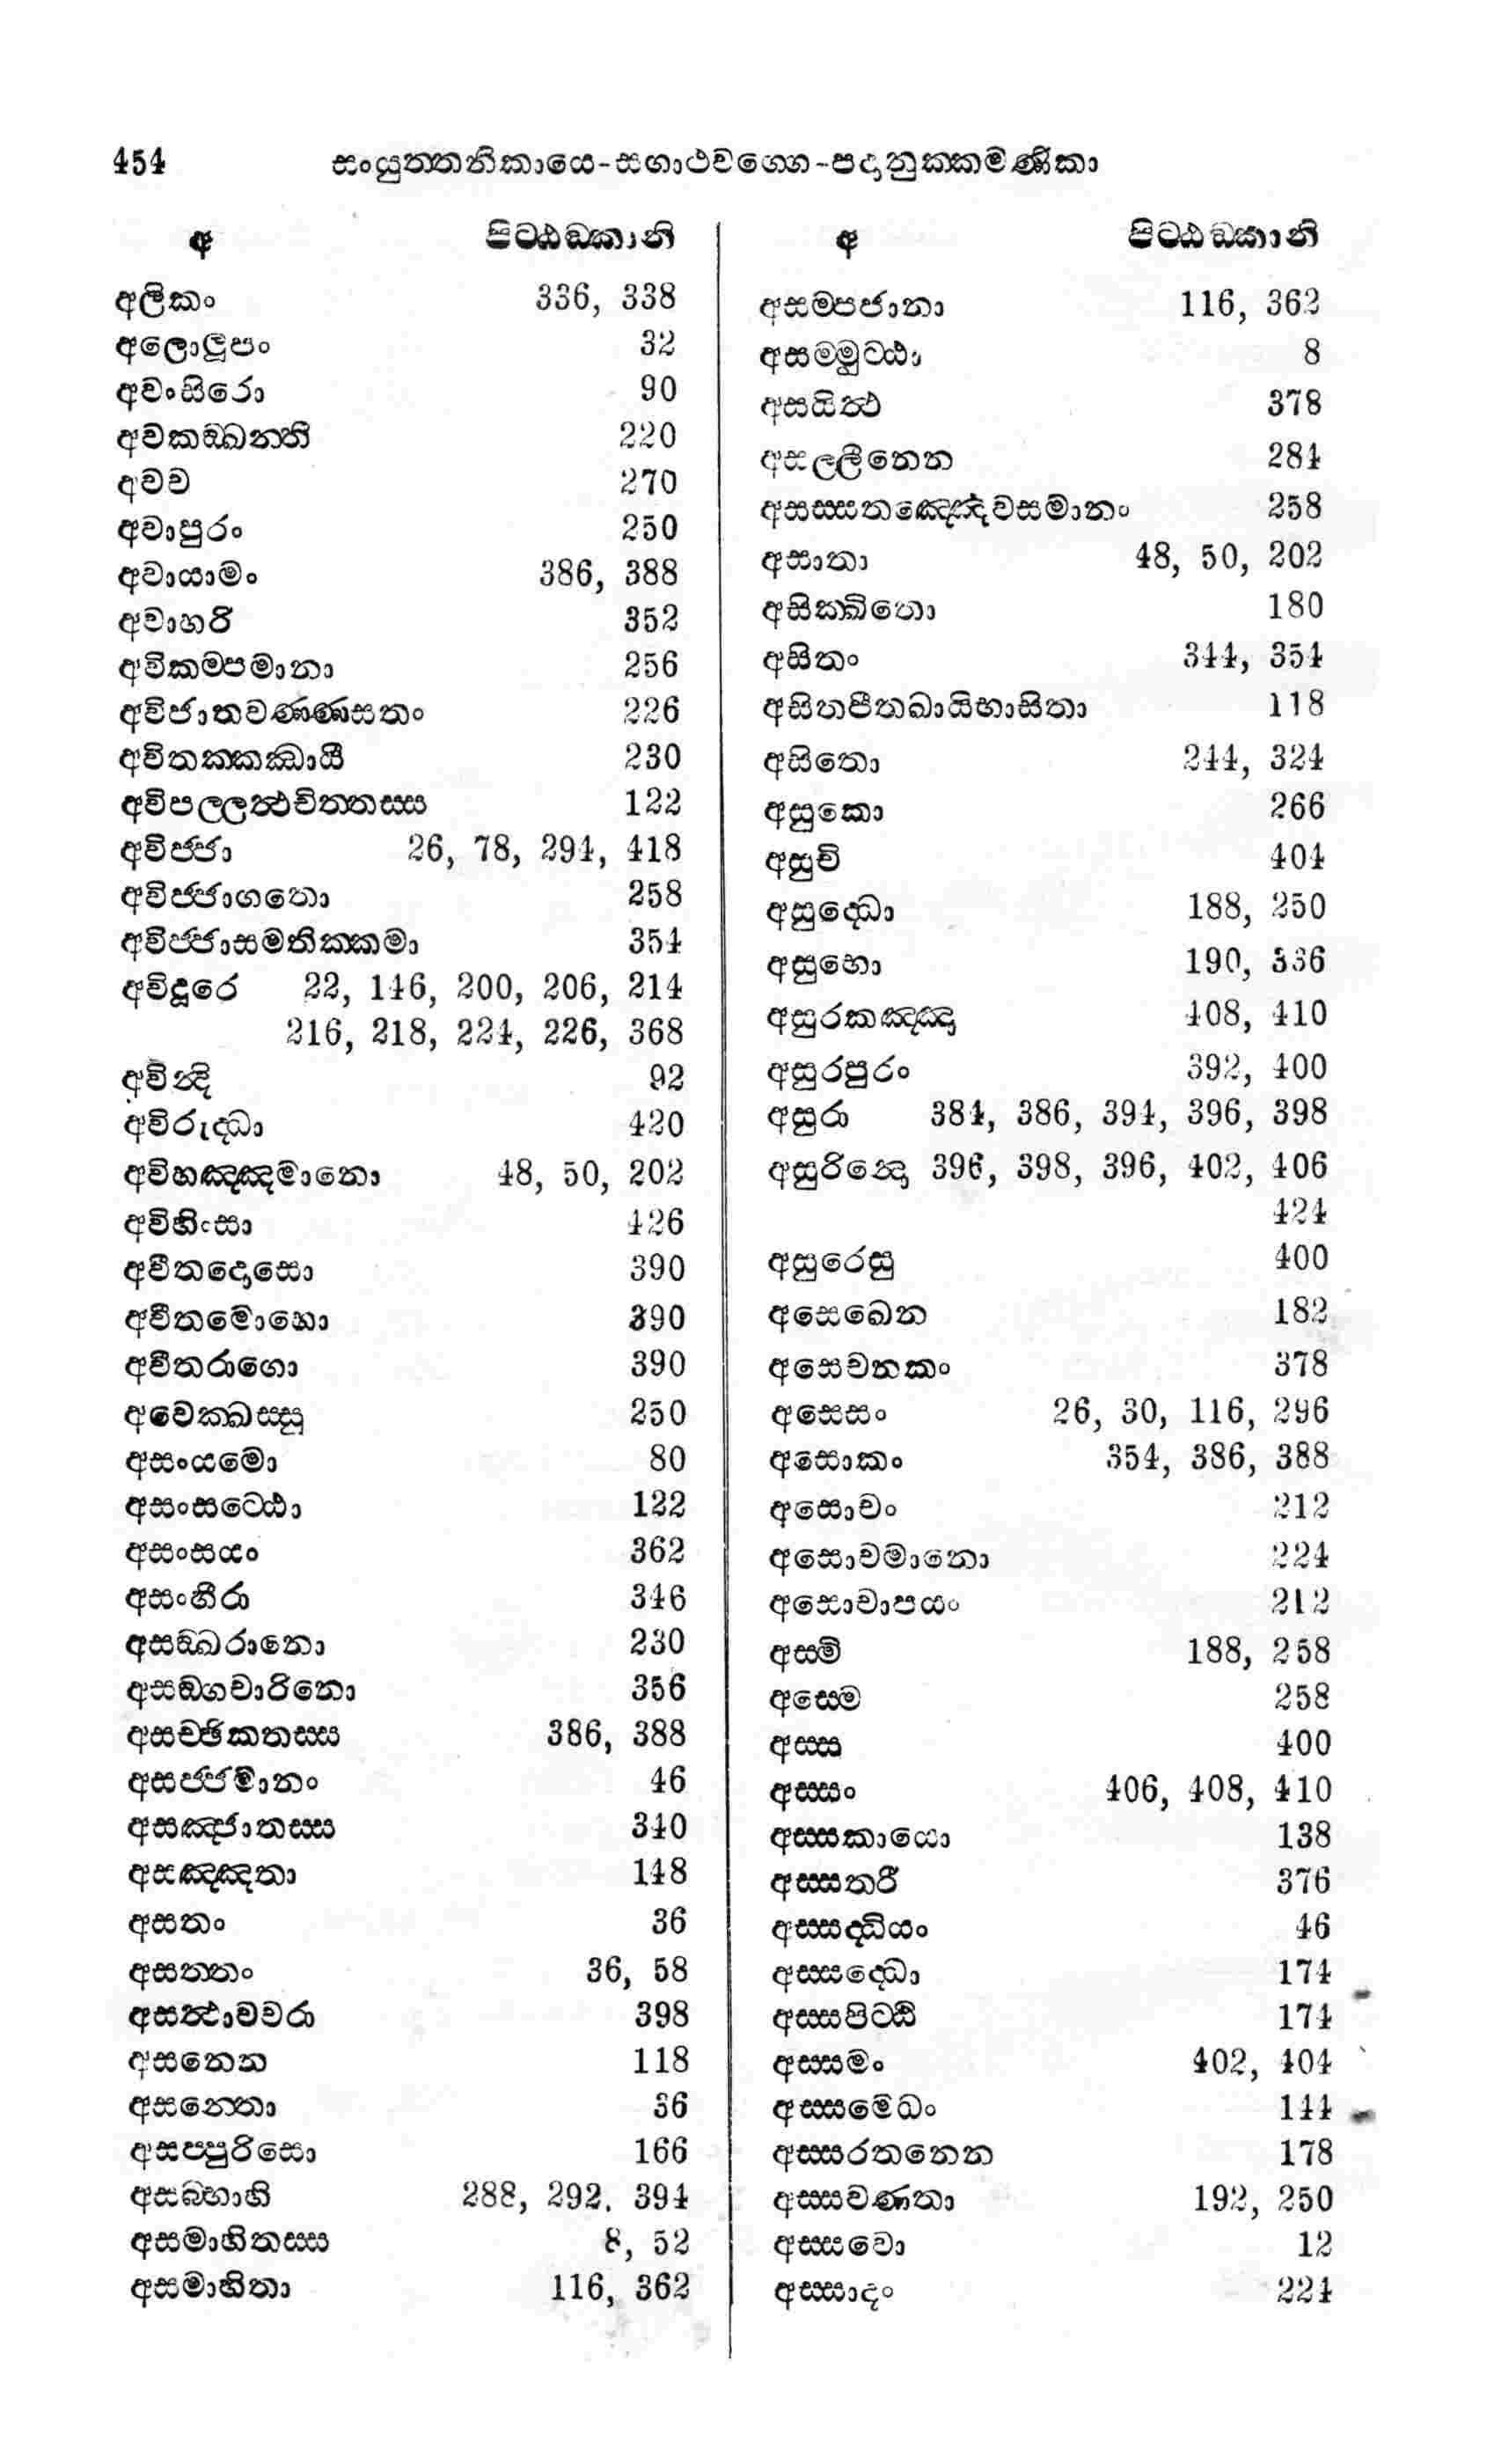 454 සංයුත්තනිකායෙ-සගාථවග්ගෙ-පදානුක්කමණිකා
අ පිට්ඨඞ්කානි
අලිකං 336, 338
අලොලුපං 32
අවංසිරො 90
අවකඞ්ඛන්ති 220
අවච 270
අවාපුරං 250
අවායාමං 386, 388
අවාහරි 352
අවිකම්පමානා 256
අවිජාතවණ්ණසතං 226
අවිතක්කඣායී 230
අවිපල්ලත්ථචිත්තස්ස 122
අවිජ්ජා 26, 78, 294, 418
අවිජ්ජාගතො 258
අවිජ්ජාසමතික්කමා 354
අවිදූරෙ 22, 146, 200, 206, 214
216, 218, 224, 226, 368
අවින්දි 92
අවිරුද්ධා 420
අවිහඤ්ඤමානො 48, 50, 202
අවිහිංසා 426
අවීතදොසො 390
අවීතමොහො 390
අවීතරාගො 390
අවෙක්ඛස්සු 250
අසංයමො 80
අසංසට්ඨො 122
අසංසයං 362
අසංහීරා 346
අසඞ්ඛරානො 230
අසඞ්ගචාරිනො 356
අසච්ඡිකතස්ස 386, 388
අසජ්ජමානං 46
අසඤ්ජාතස්ස 340
අසඤ්ඤතා 148
අසතං 36
අසත්තං 36, 58
අසත්ථාවචරා 398
අසනෙන 118
අසන්තො 36
අසප්පුරිසො 166
අසබ්භාහි 288, 292, 394
අසමාහිතස්ස 8, 52
අසමාහිතා 116, 362
අ පිට්ඨඞ්කානි
අසම්පජානා 116, 362
අසම්මුට්ඨා 8
අසයිත්ථ 378
අසල්ලීනෙන 284
අසස්සතඤ්ඤෙවසමානං 258
අසාතා 48, 50, 202
අසික්ඛිතො 180
අසිතං 344, 354
අසිතපීතඛායිභාසිතා 118
අසිතො 244, 324
අසුකො 266
අසුචි 404
අසුද්ධො 188, 250
අසුභො 190, 336
අසුරකඤ්ඤා 408, 410
අසුරපුරං 392, 400
අසුරා 384, 386, 394, 396, 398
අසුරින්දො 396, 398, 396, 402, 406
424
අසුරෙසු 400
අසෙඛෙන 182
අසෙචනකං 378
අසෙසං 26, 30, 116, 296
අසොකං 354, 386, 388
අසොචං 212
අසොචමානො 224
අසොචාපයං 212
අස්මි 188, 258
අස්මෙ 258
අස්ස 400
අස්සං 406, 408, 410
අස්සකායො 138
අස්සතරී 376
අස්සද්ධියං 46
අස්සද්ධො 174
අස්සපිට්ඨි 174
අස්සමං 402, 404
අස්සමේධං 144
අස්සරතනෙන 178
අස්සවණතා 192, 250
අස්සවො 12
අස්සාදං 224